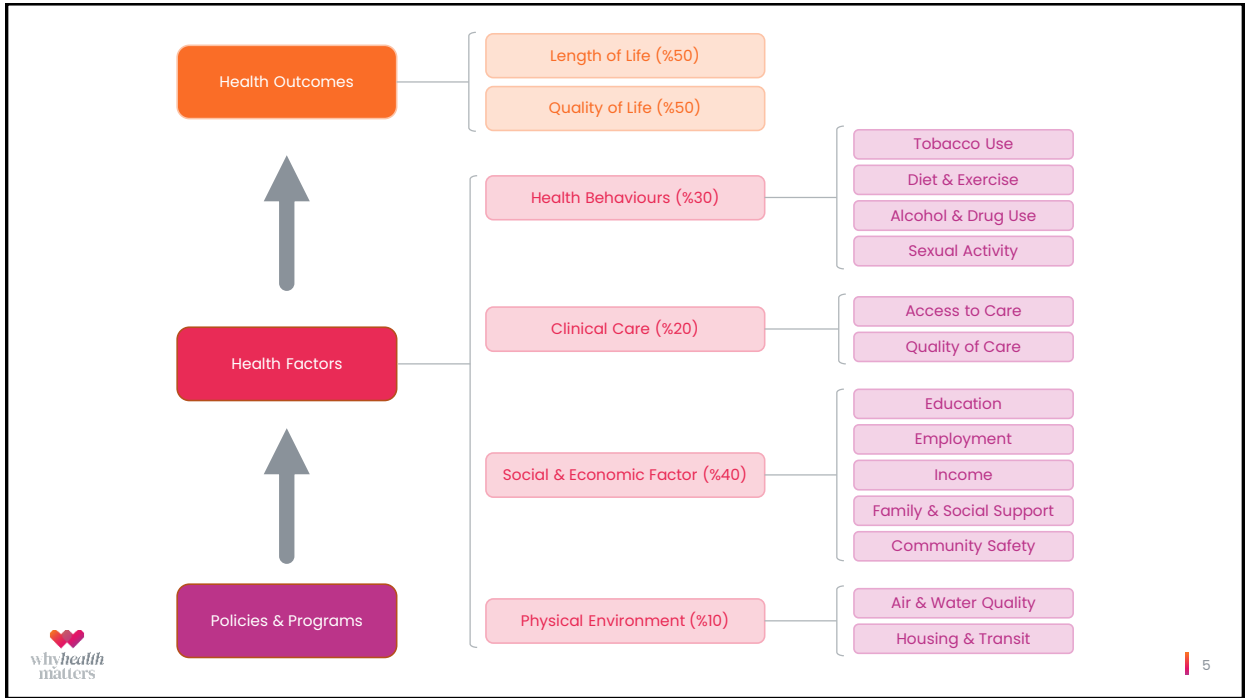 Health Outcomes
Length of Life (%50)
Quality of Life (%50)
Health Factors
Health Behaviours (%30)
Tobacco Use
Diet & Exercise
Alcohol & Drug Use
Sexual Activity
Clinical Care (%20)
Access to Care
Quality of Care
Social & Economic Factor (%40)
Education
Employment
Income
Family & Social Support
Community Safety
Physical Environment (%10)
Air & Water Quality
Housing & Transit
Policies & Programs
whyhealth
matters
5